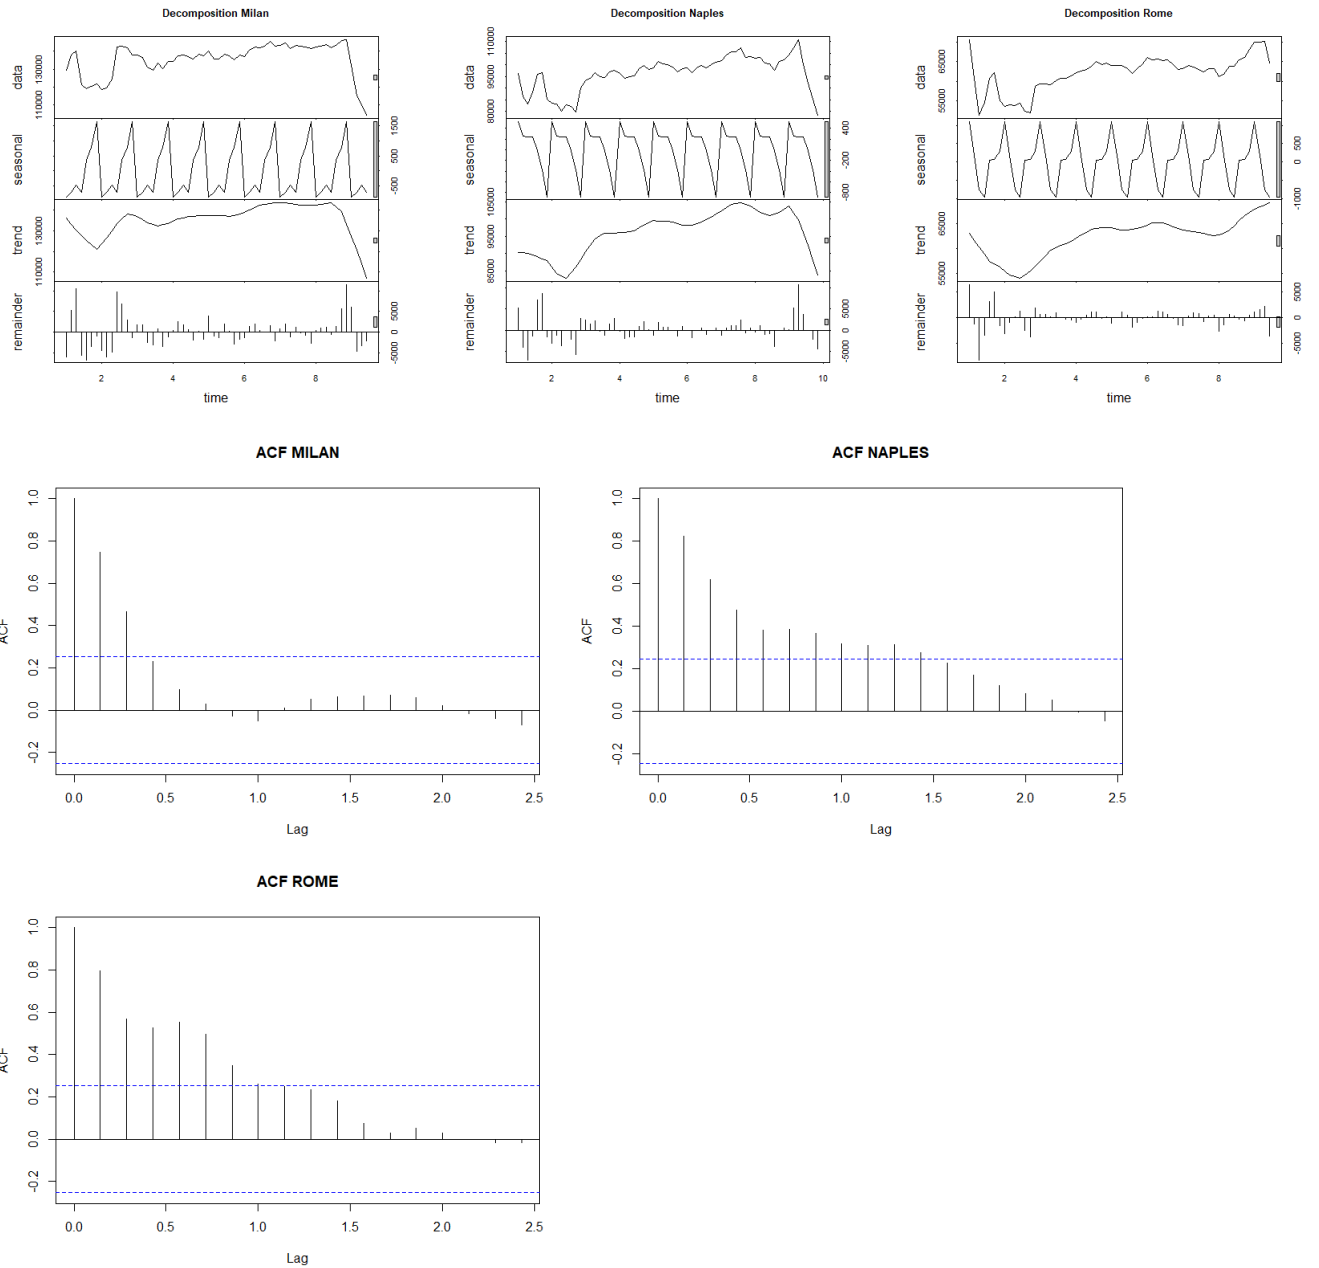 Decomposition Milan
data
110000 130000
seasonal
-500 500 1500
trend
110000 130000
remainder
-5000 0 5000
2 4 6 8
time
Decomposition Naples
data
80000 95000 110000
seasonal
-800 -200 400
trend
85000 95000 105000
remainder
-5000 0 5000
2 4 6 8 10
time
Decomposition Rome
data
55000 65000
seasonal
-1000 0 500
trend
55000 65000
remainder
-5000 0 5000
2 4 6 8
time
ACF MILAN
ACF
-0.2 0.0 0.2 0.4 0.6 0.8 1.0
0.0 0.5 1.0 1.5 2.0 2.5
Lag
ACF NAPLES
ACF
-0.2 0.0 0.2 0.4 0.6 0.8 1.0
0.0 0.5 1.0 1.5 2.0 2.5
Lag
ACF ROME
ACF
-0.2 0.0 0.2 0.4 0.6 0.8 1.0
0.0 0.5 1.0 1.5 2.0 2.5
Lag